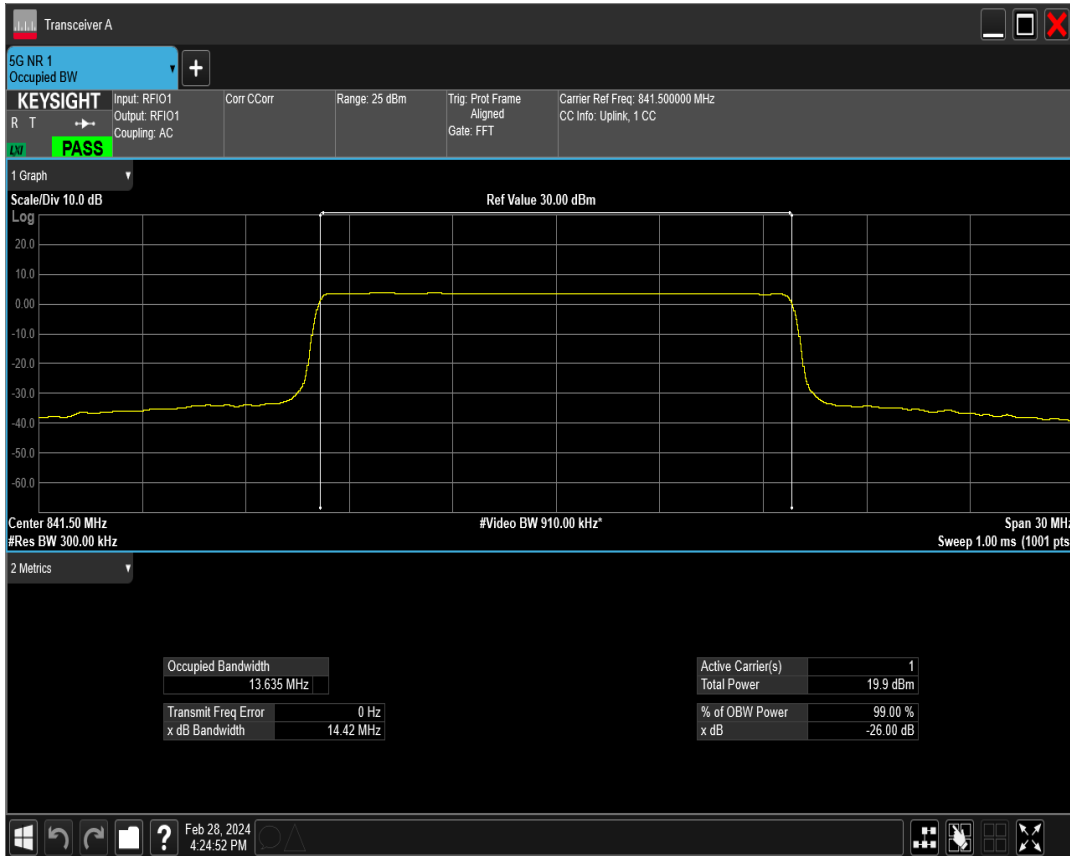 Transceiver A
5G NR 1
Occupied BW
+
KEYSIGHT
R T
LXI
PASS
Input: RFIO1
Output: RFIO1
Coupling: AC
Corr CCorr
Range: 25 dBm
Trig: Prot Frame
Aligned
Gate: FFT
Carrier Ref Freq: 841.500000 MHz
CC Info: Uplink, 1 CC
1 Graph
Scale/Div 10.0 dB
Ref Value 30.00 dBm
Log
20.0
10.0
0.00
-10.0
-20.0
-30.0
-40.0
-50.0
-60.0
Center 841.50 MHz
#Video BW 910.00 kHz*
Span 30 MHz
#Res BW 300.00 kHz
Sweep 1.00 ms (1001 pts
2 Metrics
Occupied Bandwidth
13.635 MHz
Transmit Freq Error 0 Hz
x dB Bandwidth 14.42 MHz
Active Carrier(s) 1
Total Power 19.9 dBm
% of OBW Power 99.00 %
x dB -26.00 dB
?
Feb 28, 2024
4:24:52 PM